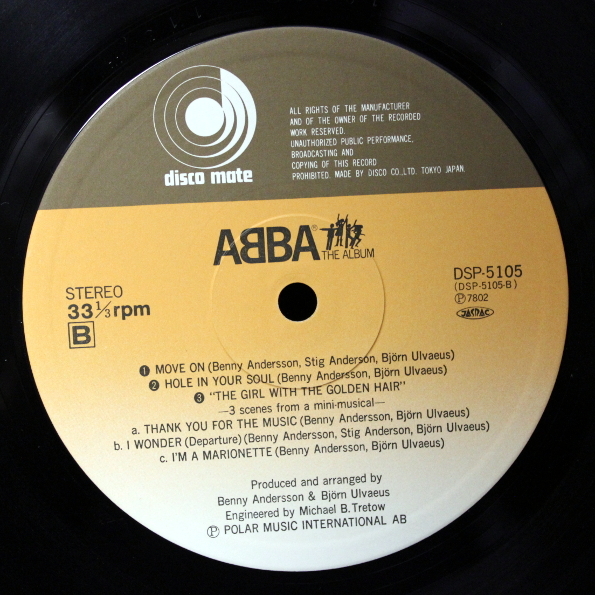 disco mate
ALL RIGHTS OF THE MANUFACTURER
AND OF THE OWNER OF THE RECORDED
WORK RESERVED.
UNAUTHORIZED PUBLIC PERFORMANCE,
BROADCASTING AND
COPYING OF THIS RECORD
PROHIBITED. MADE BY DISCO CO., LTD. TOKYO JAPAN.
ABBA®
THE ALBUM
STEREO
33 1/3 rpm
B
DSP-5105
(DSP-5105-B)
Ⓟ7802
JASRAC
❶ MOVE ON (Benny Andersson, Stig Anderson, Björn Ulvaeus)
❷ HOLE IN YOUR SOUL (Benny Andersson, Björn Ulvaeus)
❸ "THE GIRL WITH THE GOLDEN HAIR"
—3 scenes from a mini-musical—
a. THANK YOU FOR THE MUSIC (Benny Andersson, Björn Ulvaeus)
b. I WONDER (Departure) (Benny Andersson, Stig Anderson, Björn Ulvaeus)
c. I'M A MARIONETTE (Benny Andersson, Björn Ulvaeus)
Produced and arranged by
Benny Andersson & Björn Ulvaeus
Engineered by Michael B. Tretow
Ⓟ POLAR MUSIC INTERNATIONAL AB